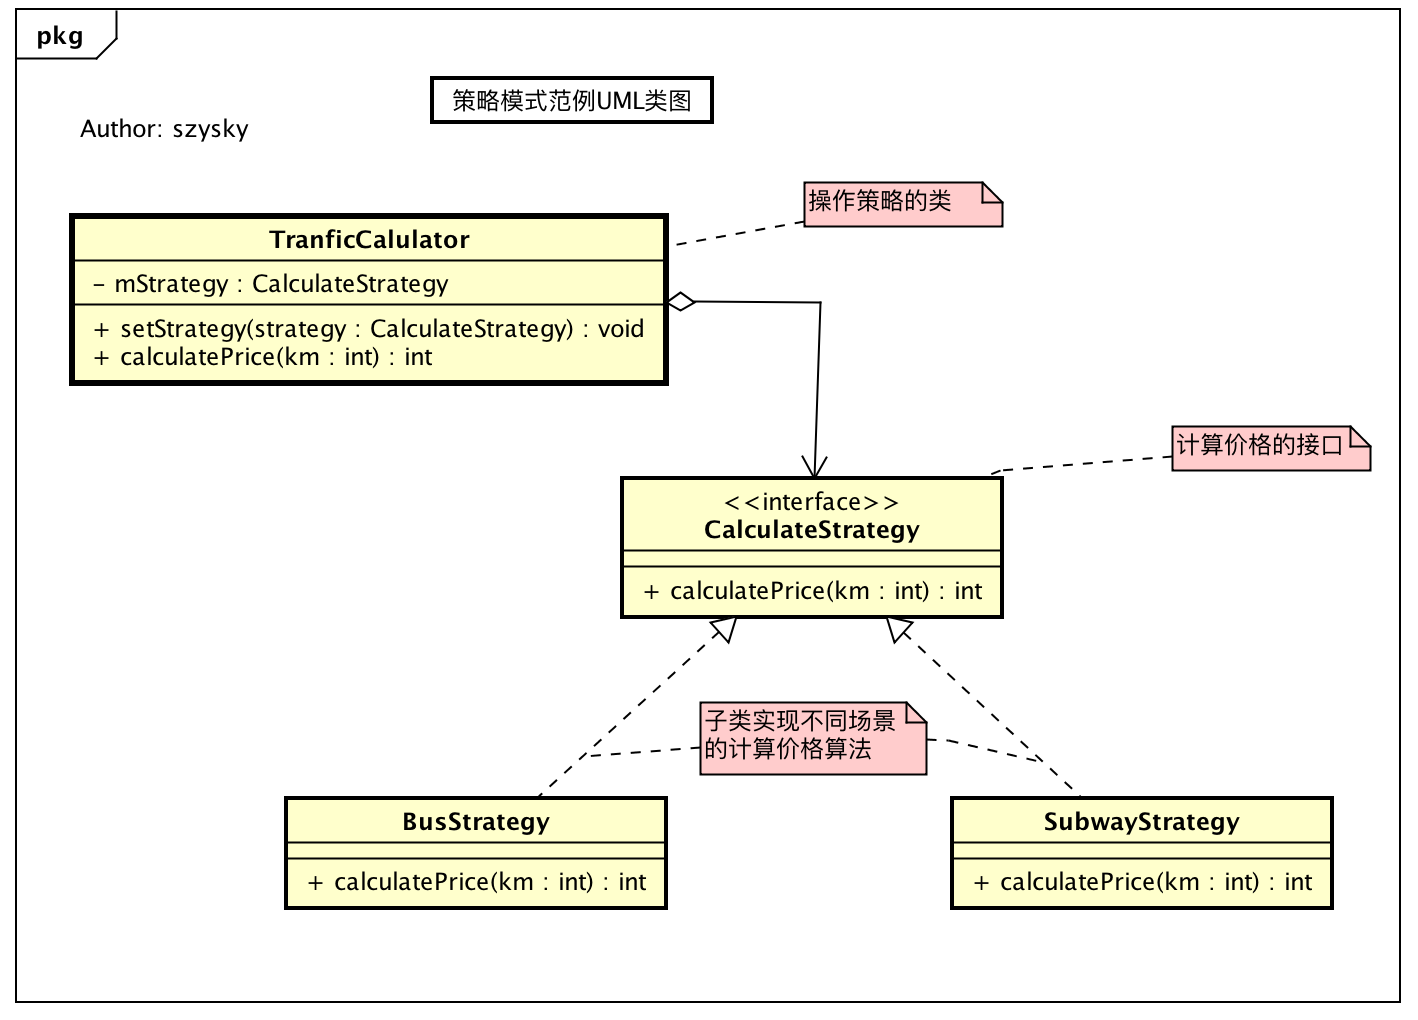 pkg
策略模式范例UML类图
Author: szysky
操作策略的类
TranficCalulator
- mStrategy : CalculateStrategy
+ setStrategy(strategy : CalculateStrategy) : void
+ calculatePrice(km : int) : int
计算价格的接口
<<interface>>
CalculateStrategy
+ calculatePrice(km : int) : int
子类实现不同场景
的计算价格算法
BusStrategy
+ calculatePrice(km : int) : int
SubwayStrategy
+ calculatePrice(km : int) : int